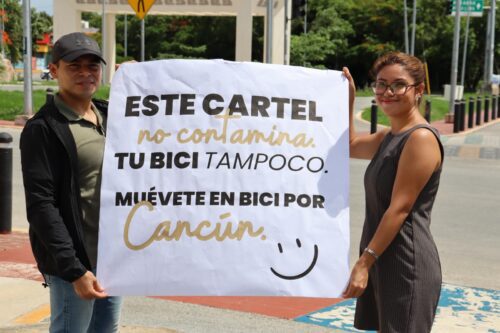 ESTE CARTEL
no contamina.
TU BICI TAMPOCO.
MUÉVETE EN BICI POR
Cancún.